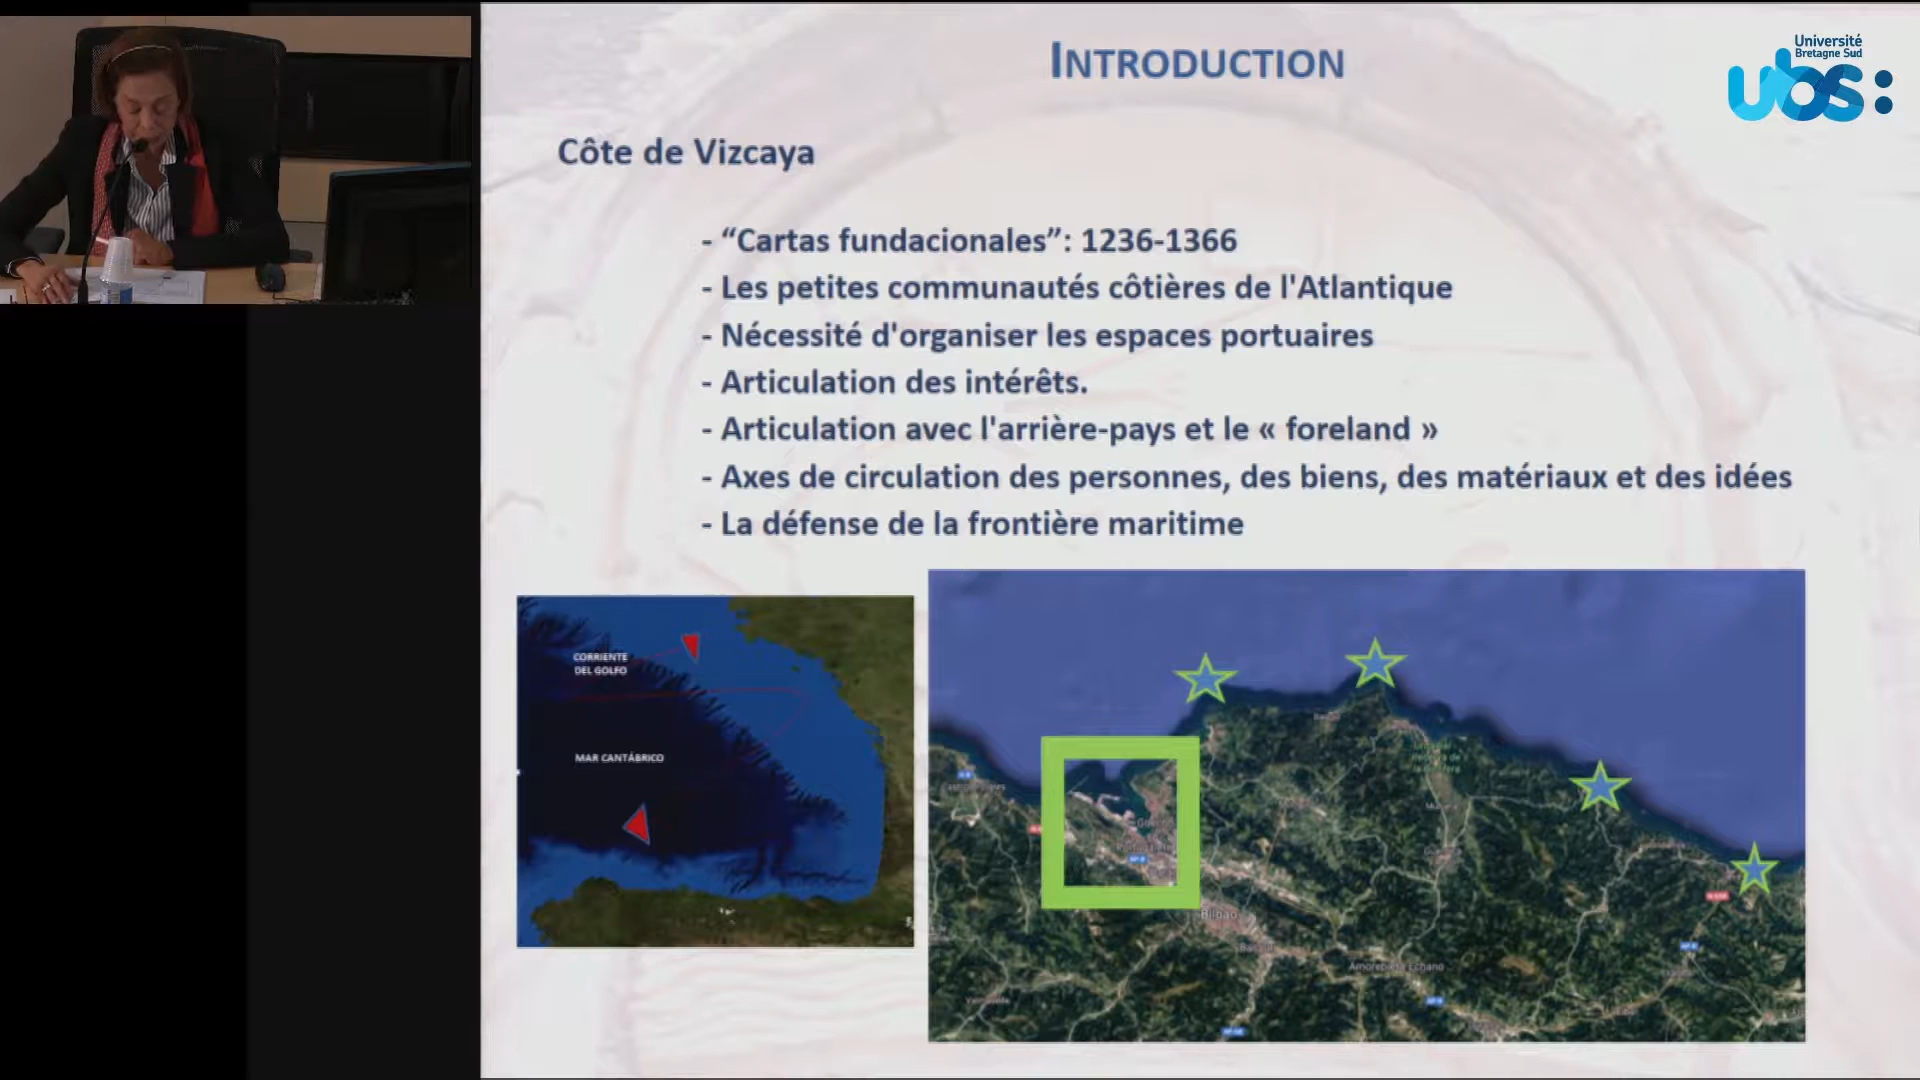 INTRODUCTION
Université
Bretagne Sud
ubs:
Côte de Vizcaya
- “Cartas fundacionales”: 1236-1366
- Les petites communautés côtières de l'Atlantique
- Nécessité d'organiser les espaces portuaires
- Articulation des intérêts.
- Articulation avec l'arrière-pays et le « foreland »
- Axes de circulation des personnes, des biens, des matériaux et des idées
- La défense de la frontière maritime
CORRIENTE
DEL GOLFO
MAR CANTÁBRICO
Bilbao
Amorebieta Echano